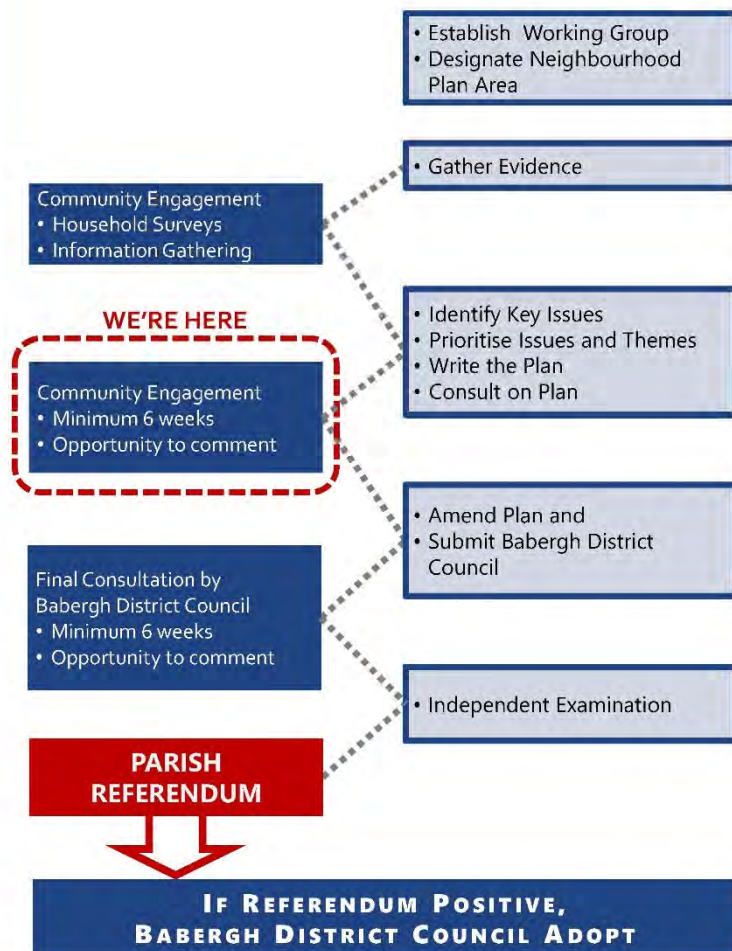 • Establish Working Group
• Designate Neighbourhood
Plan Area
• Gather Evidence
Community Engagement
• Household Surveys
• Information Gathering
• Identify Key Issues
• Prioritise Issues and Themes
• Write the Plan
• Consult on Plan
WE'RE HERE
Community Engagement
• Minimum 6 weeks
• Opportunity to comment
• Amend Plan and
• Submit Babergh District
Council
Final Consultation by
Babergh District Council
• Minimum 6 weeks
• Opportunity to comment
• Independent Examination
PARISH
REFERENDUM
IF REFERENDUM POSITIVE,
BABERGH DISTRICT COUNCIL ADOPT